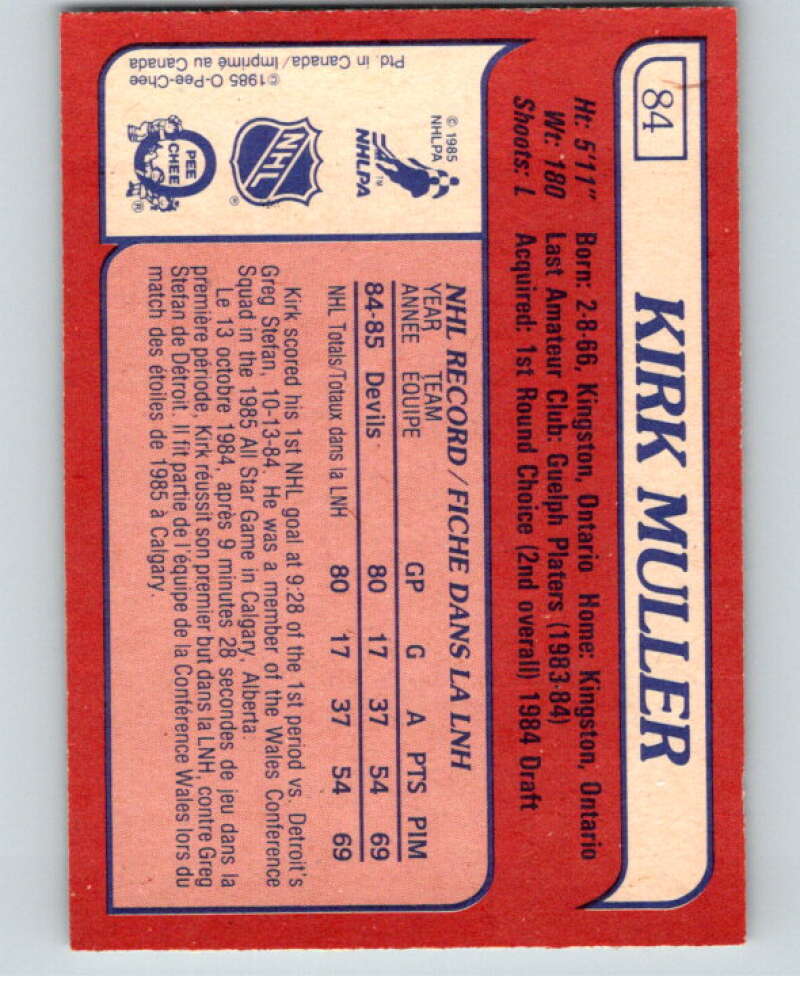 84
KIRK MULLER
Ht: 5'11" Born: 2-8-66, Kingston, Ontario Home: Kingston, Ontario
Wt: 180 Last Amateur Club: Guelph Platers (1983-84)
Shoots: L Acquired: 1st Round Choice (2nd overall) 1984 Draft
© 1985
NHLPA
NHLPA™
NHL®
O PEE CHEE®
©1985 O-Pee-Chee
Ptd. in Canada/Imprimé au Canada
NHL RECORD/FICHE DANS LA LNH
YEAR TEAM
ANNÉE ÉQUIPE GP G A PTS PIM
84-85 Devils 80 17 37 54 69
NHL Totals/Totaux dans la LNH 80 17 37 54 69
Kirk scored his 1st NHL goal at 9:28 of the 1st period vs. Detroit's
Greg Stefan, 10-13-84. He was a member of the Wales Conference
Squad in the 1985 All Star Game in Calgary, Alberta.
Le 13 octobre 1984, après 9 minutes 28 secondes de jeu dans la
première période, Kirk réussit son premier but dans la LNH, contre Greg
Stefan de Détroit. Il fit partie de l'équipe de la Conférence Wales lors du
match des étoiles de 1985 à Calgary.